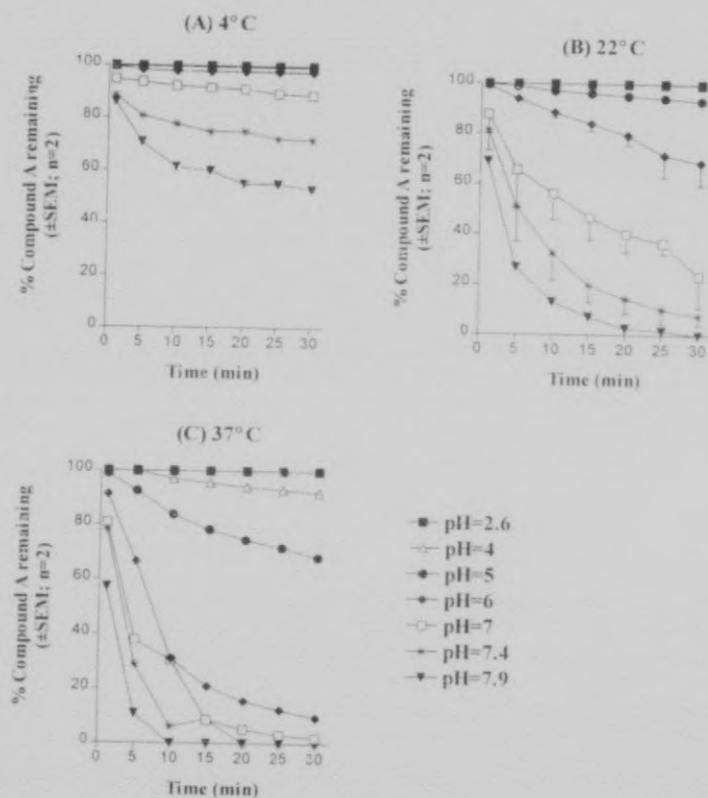 (A) 4°C
% Compound A remaining
(±SEM; n=2)
100
80
60
40
20
0
0 5 10 15 20 25 30
Time (min)
(B) 22°C
% Compound A remaining
(±SEM; n=2)
100
80
60
40
20
0
0 5 10 15 20 25 30
Time (min)
(C) 37°C
% Compound A remaining
(±SEM; n=2)
100
80
60
40
20
0
0 5 10 15 20 25 30
Time (min)
pH=2.6
pH=4
pH=5
pH=6
pH=7
pH=7.4
pH=7.9